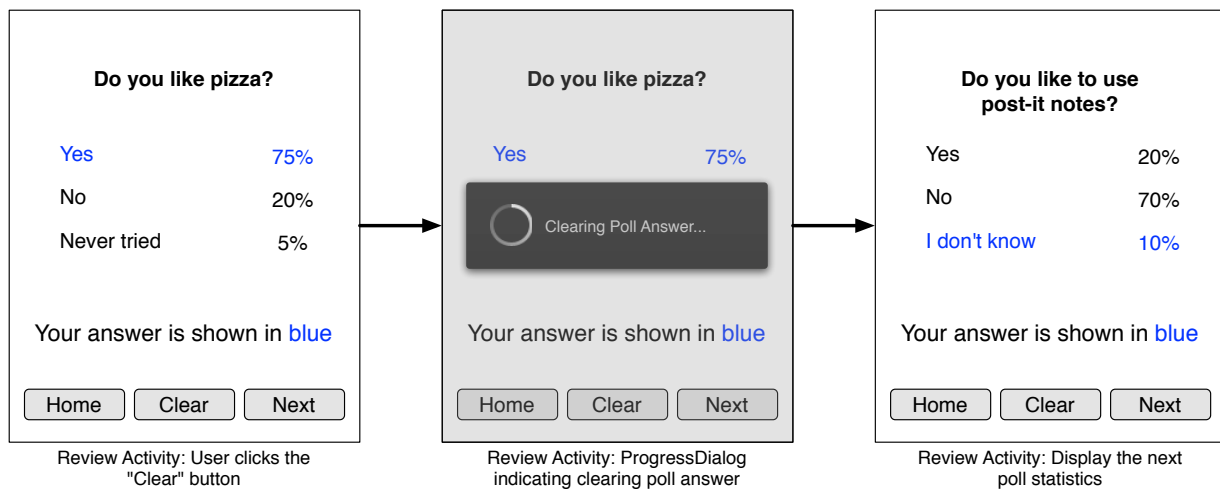 Do you like pizza?
Yes 75%
No 20%
Never tried 5%
Your answer is shown in blue
Home Clear Next
Review Activity: User clicks the
"Clear" button
Do you like pizza?
Yes 75%
Clearing Poll Answer...
Your answer is shown in blue
Home Clear Next
Review Activity: ProgressDialog
indicating clearing poll answer
Do you like to use
post-it notes?
Yes 20%
No 70%
I don't know 10%
Your answer is shown in blue
Home Clear Next
Review Activity: Display the next
poll statistics